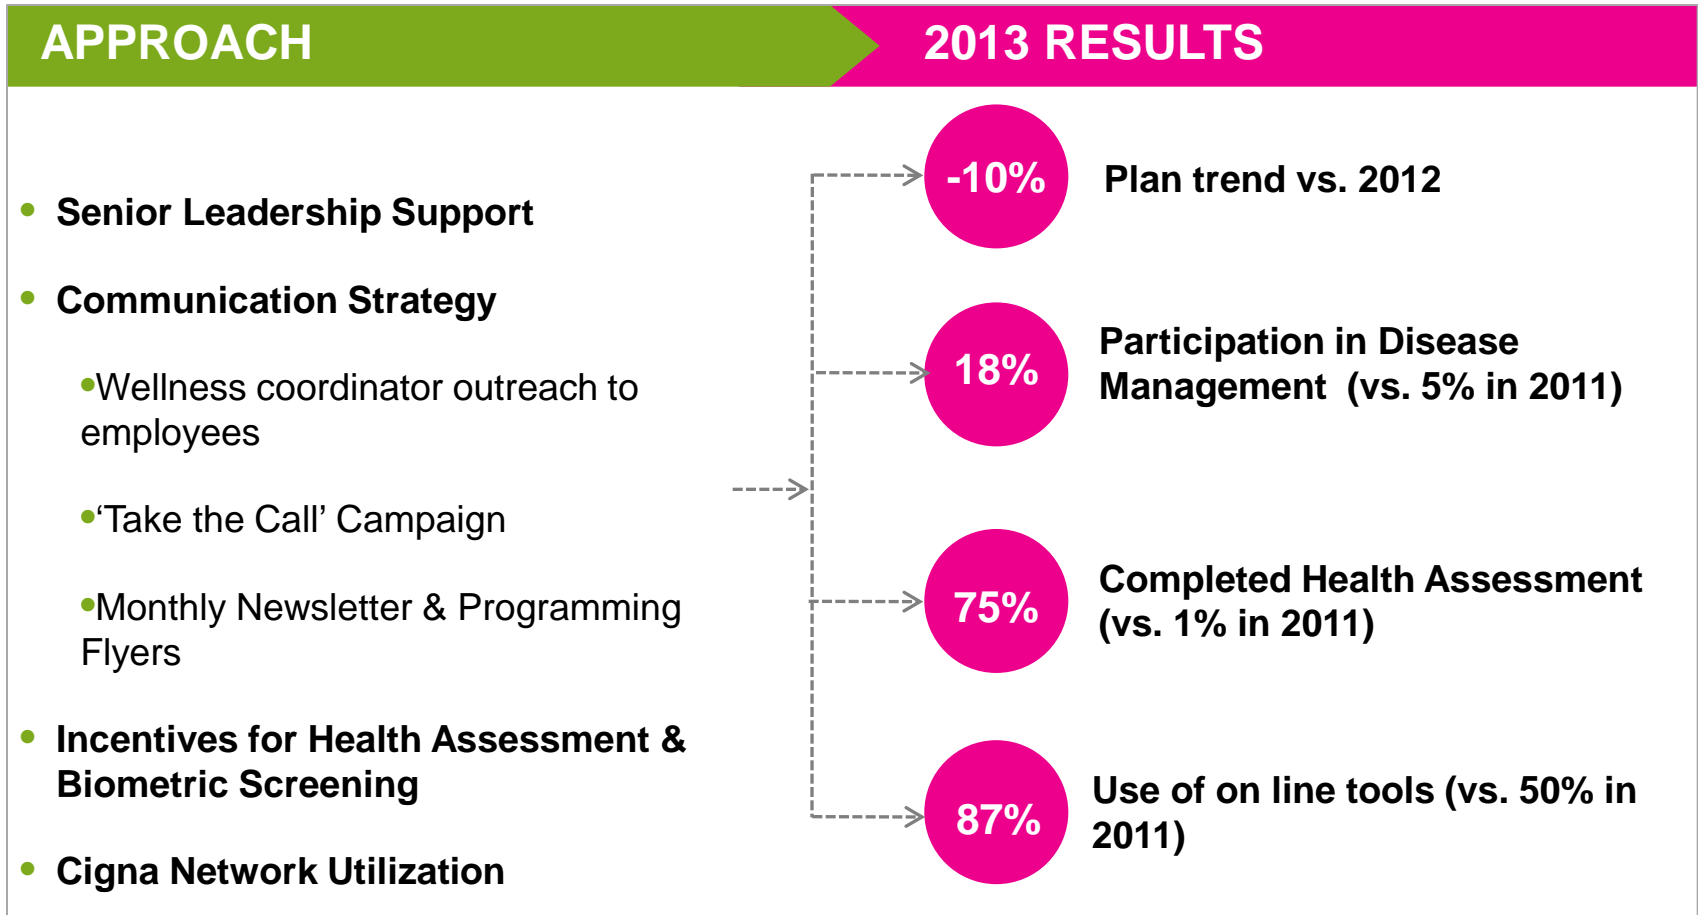 APPROACH
2013 RESULTS
• Senior Leadership Support
• Communication Strategy
•Wellness coordinator outreach to
employees
•‘Take the Call’ Campaign
•Monthly Newsletter & Programming
Flyers
• Incentives for Health Assessment &
Biometric Screening
• Cigna Network Utilization
-10%
Plan trend vs. 2012
18%
Participation in Disease
Management (vs. 5% in 2011)
75%
Completed Health Assessment
(vs. 1% in 2011)
87%
Use of on line tools (vs. 50% in
2011)